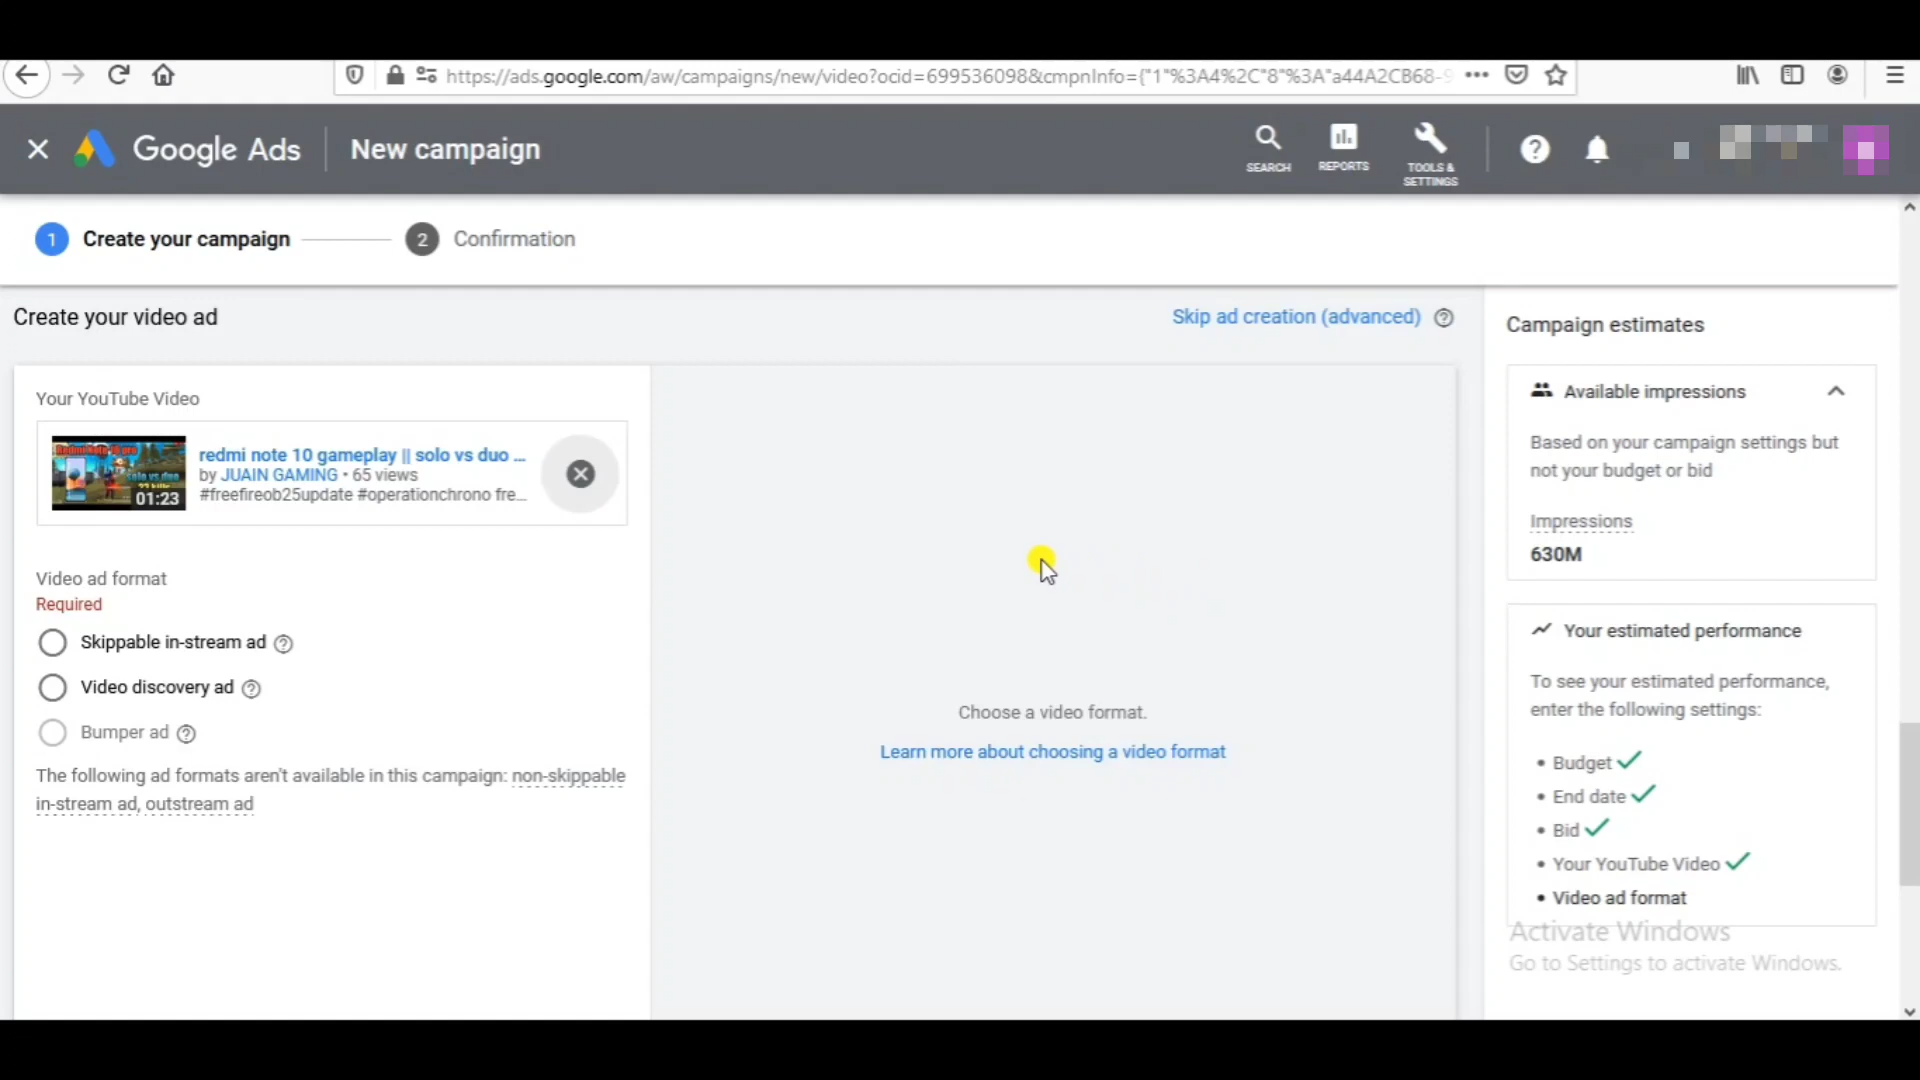 https://ads.google.com/aw/campaigns/new/video?ocid=699536098&cmpnInfo={"1"%3A4%2C"8"%3A"a44A2CB68-9
Google Ads
New campaign
SEARCH
REPORTS
TOOLS &
SETTINGS
1 Create your campaign
2 Confirmation
Create your video ad
Skip ad creation (advanced)
Your YouTube Video
Redmi Note 10 pro
solo vs duo
01:23
redmi note 10 gameplay || solo vs duo ...
by JUAIN GAMING • 65 views
#freefireob25update #operationchrono fre...
Video ad format
Required
Skippable in-stream ad
Video discovery ad
Bumper ad
The following ad formats aren't available in this campaign: non-skippable
in-stream ad, outstream ad
Choose a video format.
Learn more about choosing a video format
Campaign estimates
Available impressions
Based on your campaign settings but
not your budget or bid
Impressions
630M
Your estimated performance
To see your estimated performance,
enter the following settings:
• Budget
• End date
• Bid
• Your YouTube Video
• Video ad format
Activate Windows
Go to Settings to activate Windows.